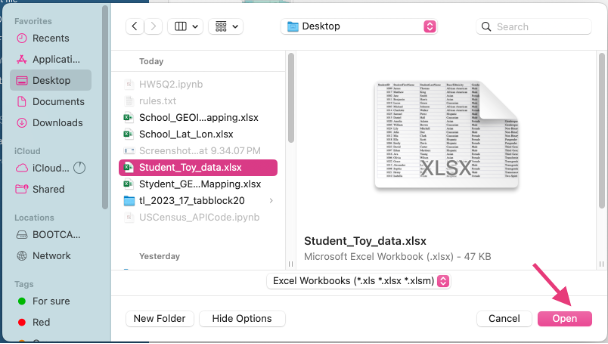 Favorites
Recents
Applicati...
Desktop
Documents
Downloads
iCloud
iCloud...
Shared
Locations
BOOTCA...
Network
Tags
For sure
Red
Desktop
Search
Today
HW5Q2.ipynb
rules.txt
School_GEOI...apping.xlsx
School_Lat_Lon.xlsx
Screenshot...at 9.34.07 PM
Student_Toy_data.xlsx
Stydent_GE...Mapping.xlsx
tl_2023_17_tabblock20
USCensus_APICode.ipynb
Yesterday
XLSX
Student_Toy_data.xlsx
Microsoft Excel Workbook (.xlsx) - 47 KB
Excel Workbooks (*.xls *.xlsx *.xlsm)
New Folder
Hide Options
Cancel
Open